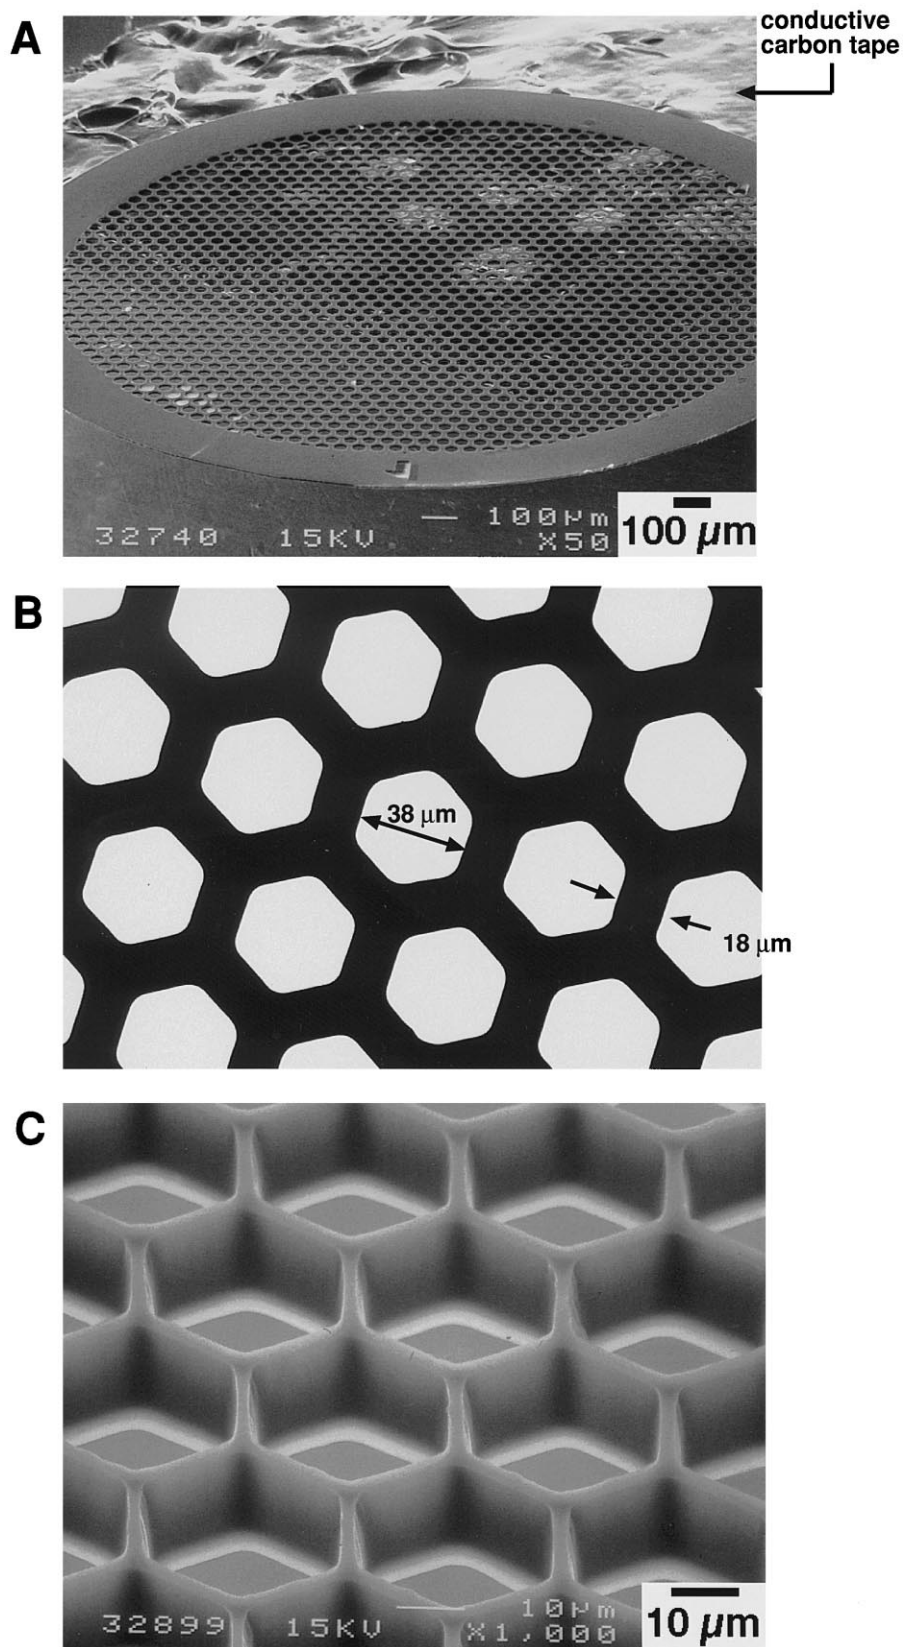 A
conductive
carbon tape
32740 15KV 100µm
X50
100 µm
B
38 µm
18 µm
C
32899 15KV 10µm
X1,000
10 µm